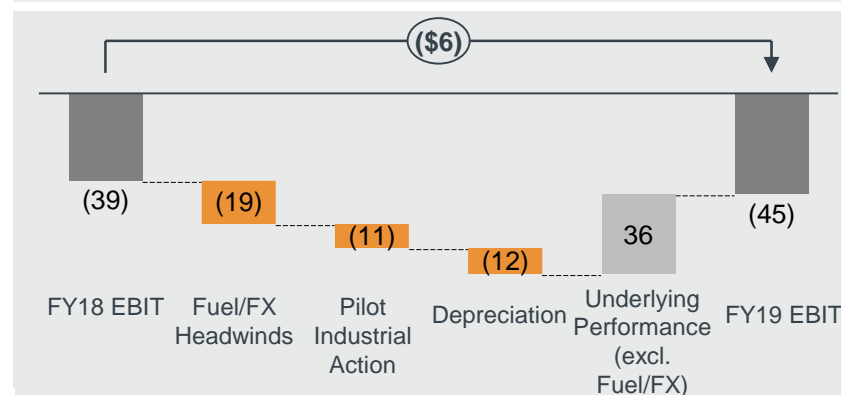 ($6)
(39)
(19)
(11)
(12)
36
(45)
FY18 EBIT
Fuel/FX
Headwinds
Pilot
Industrial
Action
Depreciation
Underlying
Performance
(excl.
Fuel/FX)
FY19 EBIT